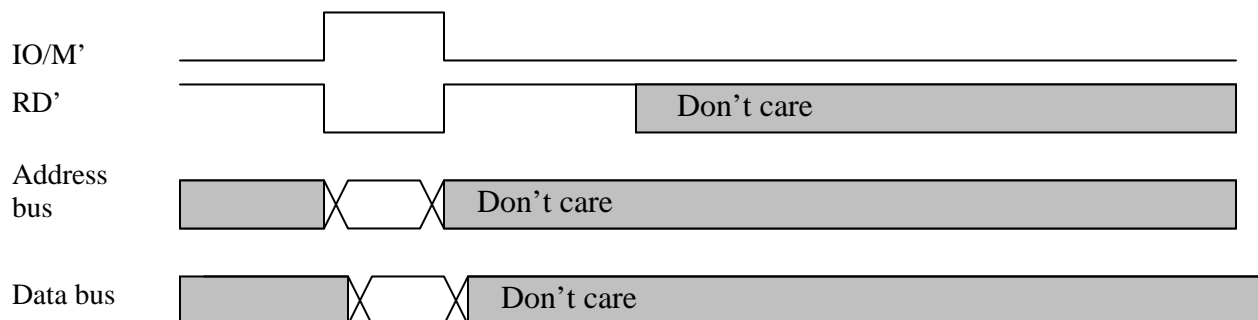 IO/M’
RD’
Don’t care
Address
bus
Don’t care
Data bus
Don’t care